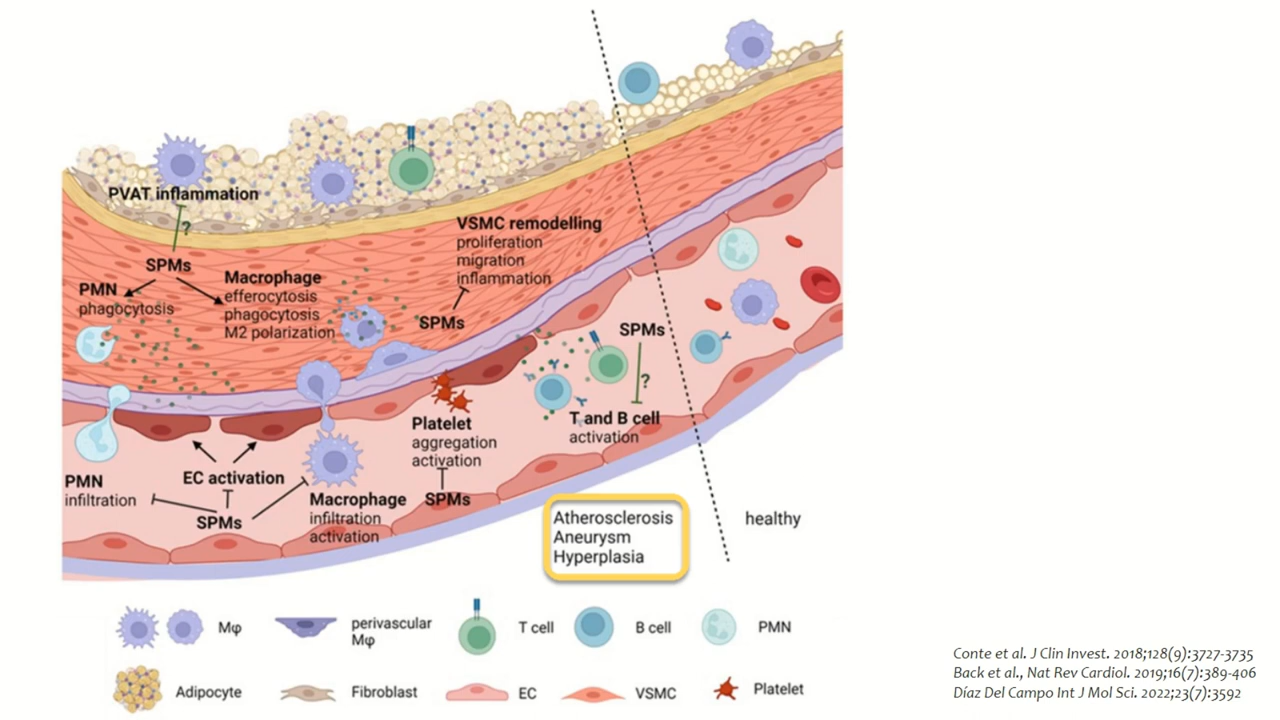 PVAT inflammation
?
SPMs
PMN
phagocytosis
Macrophage
efferocytosis
phagocytosis
M2 polarization
VSMC remodelling
proliferation
migration
inflammation
SPMs
SPMs
?
T and B cell
activation
Platelet
aggregation
activation
SPMs
EC activation
PMN
infiltration
SPMs
Macrophage
infiltration
activation
Atherosclerosis
Aneurysm
Hyperplasia
healthy
Mφ
perivascular
Mφ
T cell
B cell
PMN
Adipocyte
Fibroblast
EC
VSMC
Platelet
Conte et al. J Clin Invest. 2018;128(9):3727-3735
Back et al., Nat Rev Cardiol. 2019;16(7):389-406
Díaz Del Campo Int J Mol Sci. 2022;23(7):3592